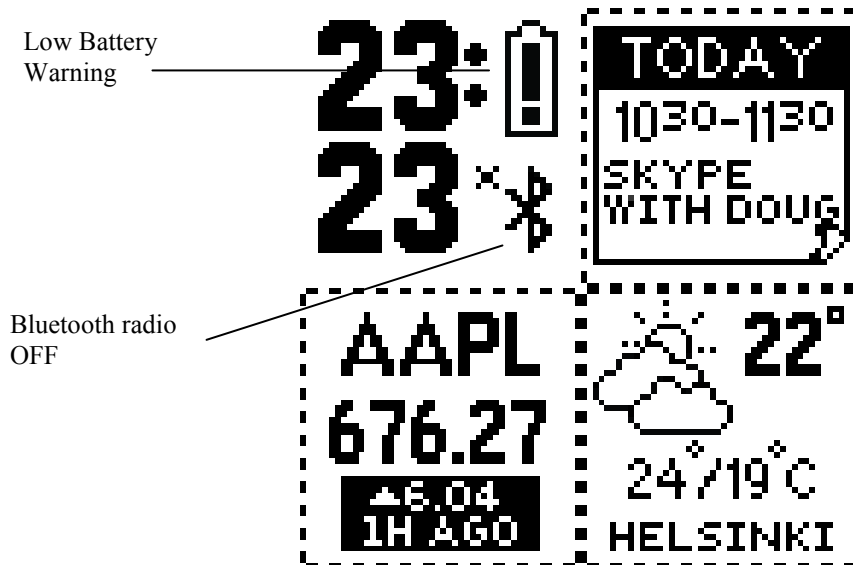 Low Battery
Warning
23:
23
Bluetooth radio
OFF
TODAY
1030-1130
SKYPE
WITH DOUG
AAPL
676.27
▲6.04
1H AGO
22°
24°/19°C
HELSINKI